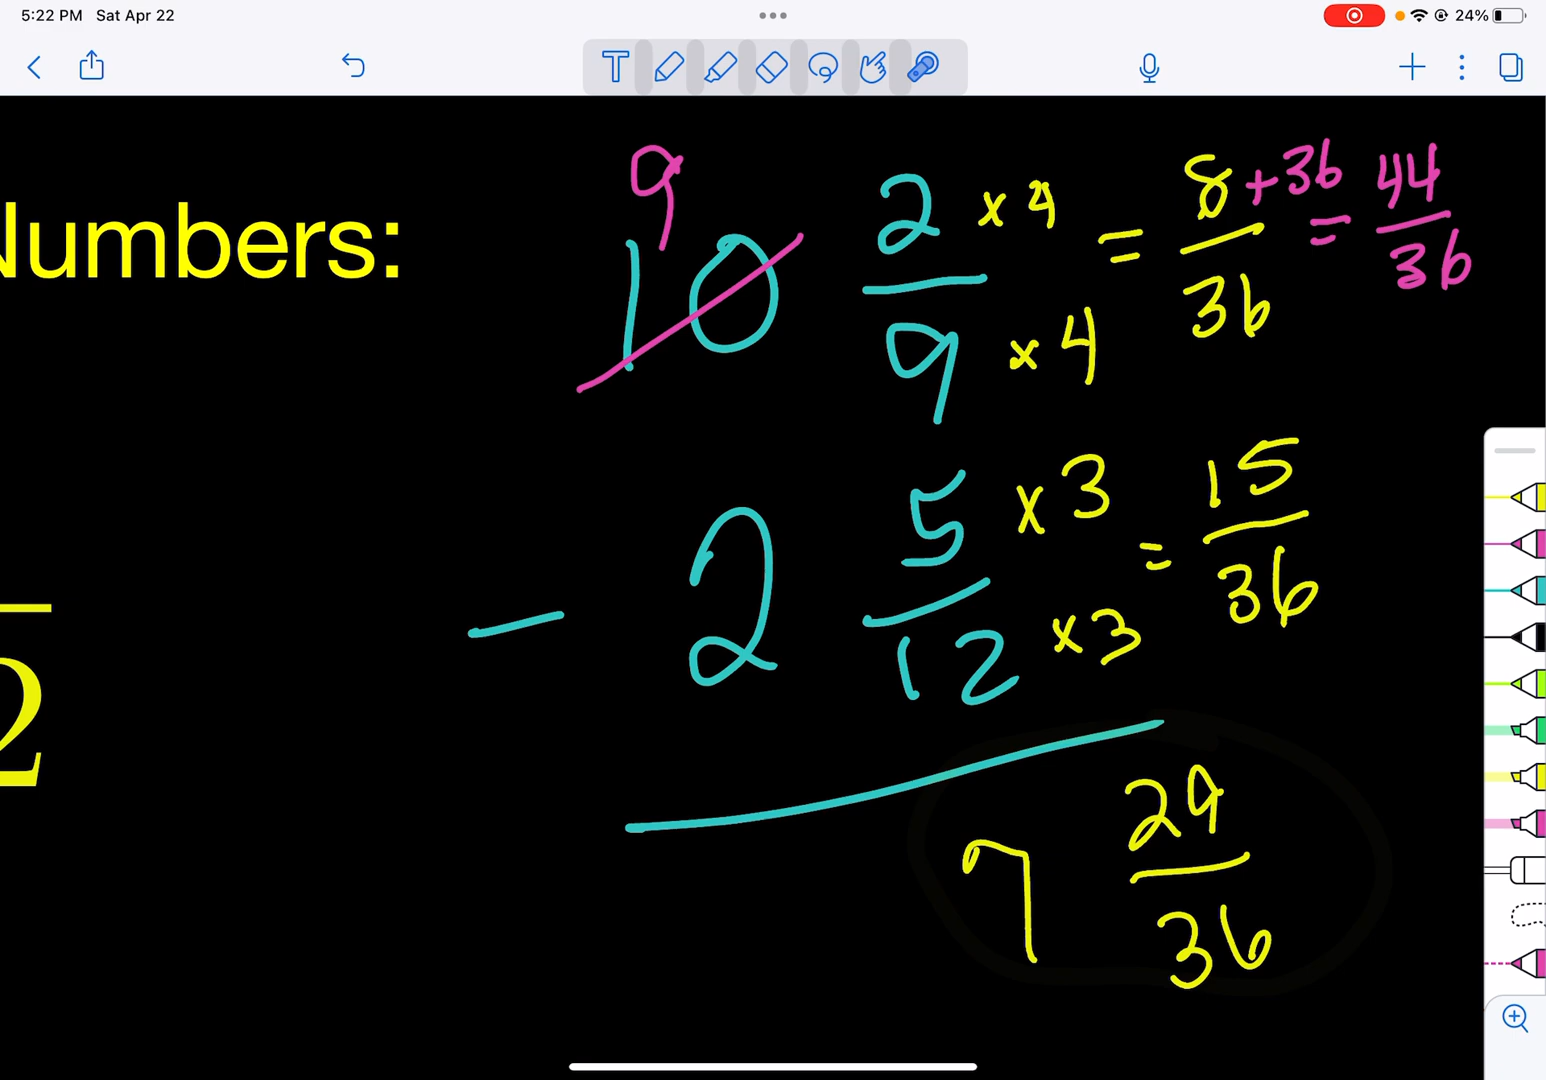 5:22 PM Sat Apr 22
24%
T
Numbers:
9
10 2/9 × 4 = 8/36 + 36 = 44/36
× 4
- 2 5/12 × 3 = 15/36
× 3
2
7 29/36